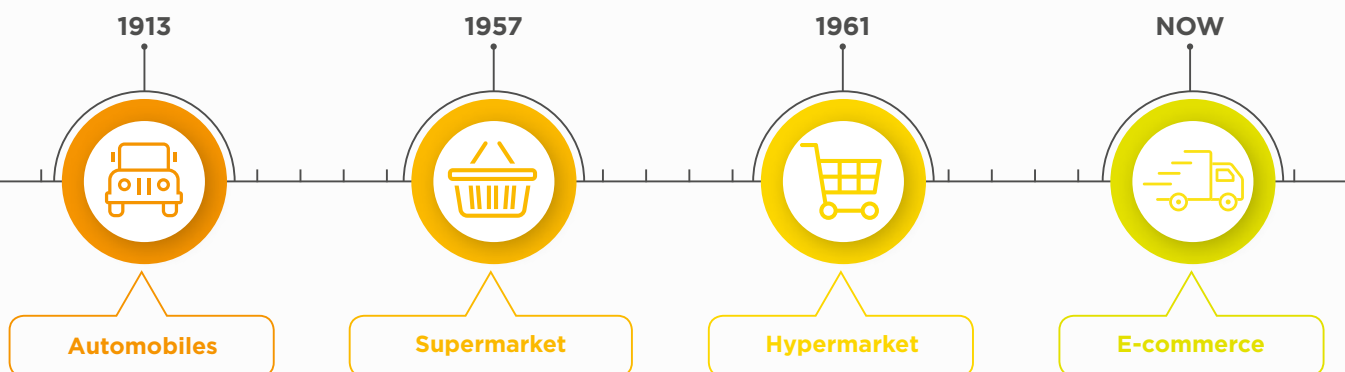 1913
1957
1961
NOW
Automobiles
Supermarket
Hypermarket
E-commerce